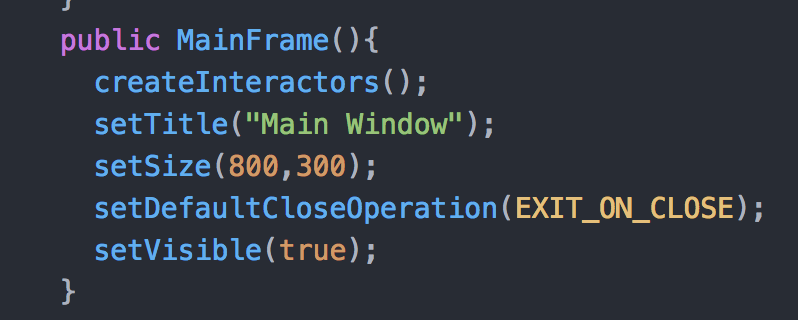 }
public MainFrame(){
createInteractors();
setTitle("Main Window");
setSize(800,300);
setDefaultCloseOperation(EXIT_ON_CLOSE);
setVisible(true);
}